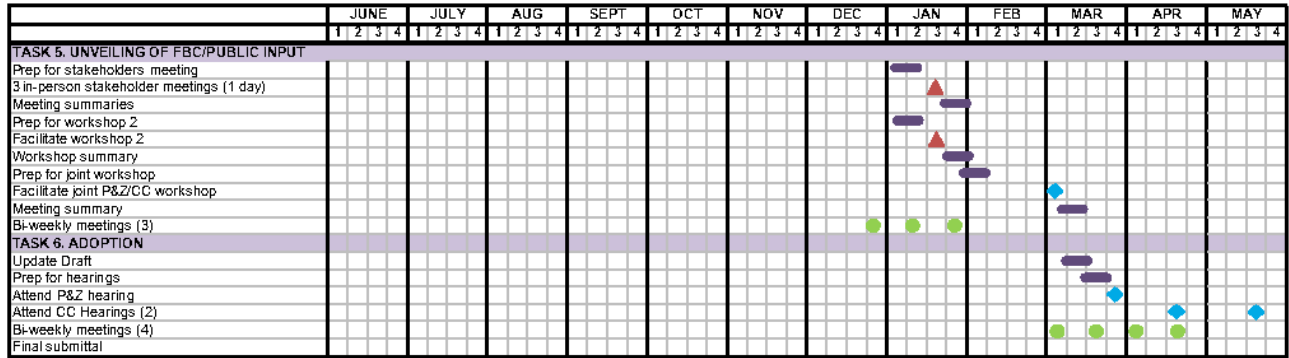 JUNE JULY AUG SEPT OCT NOV DEC JAN FEB MAR APR MAY
1 2 3 4 1 2 3 4 1 2 3 4 1 2 3 4 1 2 3 4 1 2 3 4 1 2 3 4 1 2 3 4 1 2 3 4 1 2 3 4 1 2 3 4 1 2 3 4
TASK 5. UNVEILING OF FBC/PUBLIC INPUT
Prep for stakeholders meeting
3 in-person stakeholder meetings (1 day)
Meeting summaries
Prep for workshop 2
Facilitate workshop 2
Workshop summary
Prep for joint workshop
Facilitate joint P&Z/CC workshop
Meeting summary
Bi-weekly meetings (3)
TASK 6. ADOPTION
Update Draft
Prep for hearings
Attend P&Z hearing
Attend CC Hearings (2)
Bi-weekly meetings (4)
Final submittal